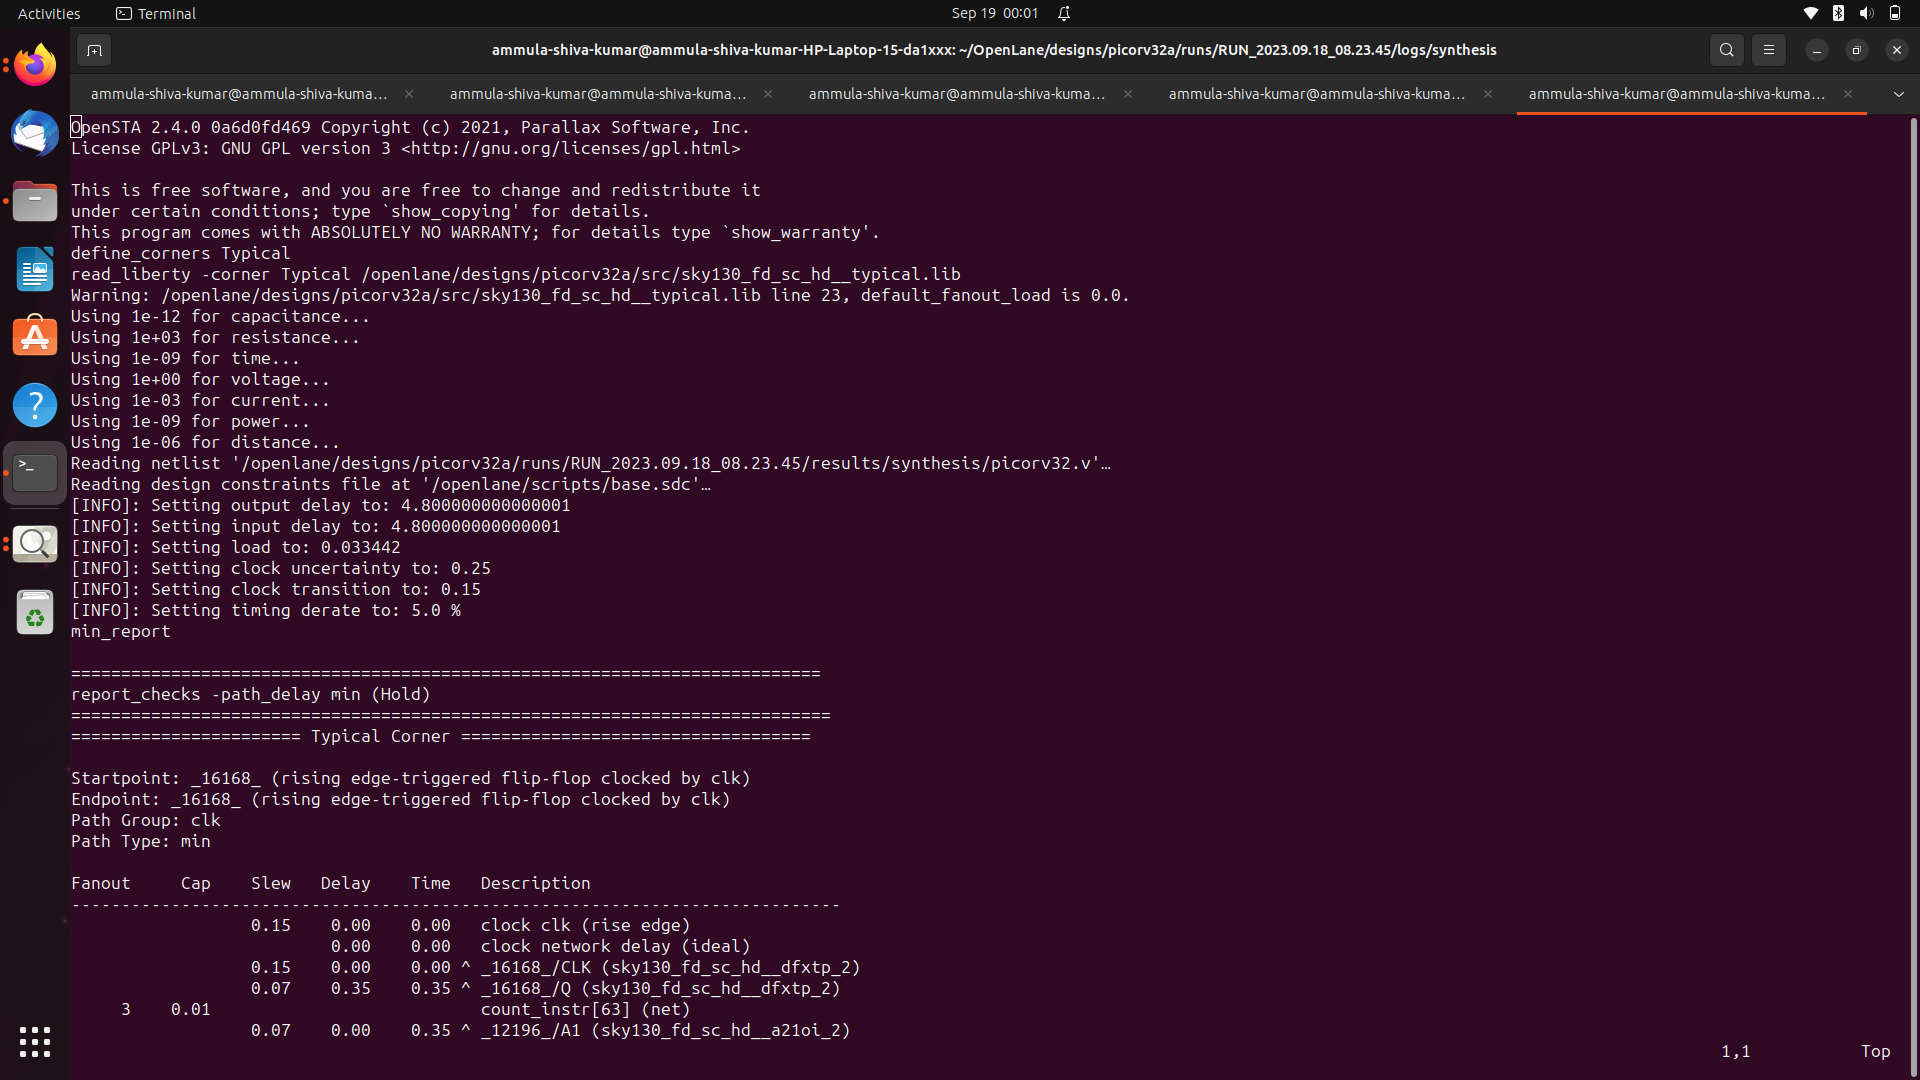 Activities
Terminal
Sep 19 00:01
ammula-shiva-kumar@ammula-shiva-kumar-HP-Laptop-15-da1xxx: ~/OpenLane/designs/picorv32a/runs/RUN_2023.09.18_08.23.45/logs/synthesis
ammula-shiva-kumar@ammula-shiva-kuma...
ammula-shiva-kumar@ammula-shiva-kuma...
ammula-shiva-kumar@ammula-shiva-kuma...
ammula-shiva-kumar@ammula-shiva-kuma...
ammula-shiva-kumar@ammula-shiva-kuma...
OpenSTA 2.4.0 0a6d0fd469 Copyright (c) 2021, Parallax Software, Inc.
License GPLv3: GNU GPL version 3 <http://gnu.org/licenses/gpl.html>
This is free software, and you are free to change and redistribute it
under certain conditions; type `show_copying' for details.
This program comes with ABSOLUTELY NO WARRANTY; for details type `show_warranty'.
define_corners Typical
read_liberty -corner Typical /openlane/designs/picorv32a/src/sky130_fd_sc_hd__typical.lib
Warning: /openlane/designs/picorv32a/src/sky130_fd_sc_hd__typical.lib line 23, default_fanout_load is 0.0.
Using 1e-12 for capacitance...
Using 1e+03 for resistance...
Using 1e-09 for time...
Using 1e+00 for voltage...
Using 1e-03 for current...
Using 1e-09 for power...
Using 1e-06 for distance...
Reading netlist '/openlane/designs/picorv32a/runs/RUN_2023.09.18_08.23.45/results/synthesis/picorv32.v'…
Reading design constraints file at '/openlane/scripts/base.sdc'…
[INFO]: Setting output delay to: 4.800000000000001
[INFO]: Setting input delay to: 4.800000000000001
[INFO]: Setting load to: 0.033442
[INFO]: Setting clock uncertainty to: 0.25
[INFO]: Setting clock transition to: 0.15
[INFO]: Setting timing derate to: 5.0 %
min_report
===========================================================================
report_checks -path_delay min (Hold)
============================================================================
======================= Typical Corner ===================================
Startpoint: _16168_ (rising edge-triggered flip-flop clocked by clk)
Endpoint: _16168_ (rising edge-triggered flip-flop clocked by clk)
Path Group: clk
Path Type: min
Fanout     Cap    Slew   Delay    Time   Description
-----------------------------------------------------------------------------
                  0.15    0.00    0.00   clock clk (rise edge)
                          0.00    0.00   clock network delay (ideal)
                  0.15    0.00    0.00 ^ _16168_/CLK (sky130_fd_sc_hd__dfxtp_2)
                  0.07    0.35    0.35 ^ _16168_/Q (sky130_fd_sc_hd__dfxtp_2)
     3    0.01                           count_instr[63] (net)
                  0.07    0.00    0.35 ^ _12196_/A1 (sky130_fd_sc_hd__a21oi_2)
1,1           Top